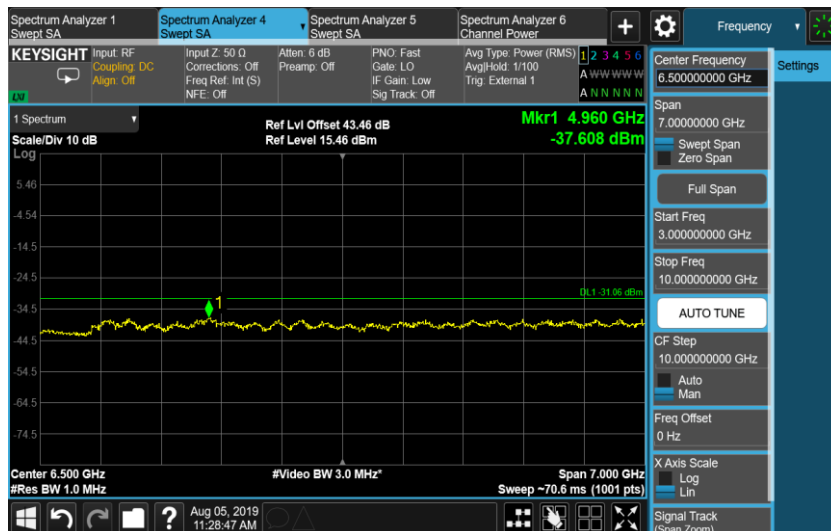 Spectrum Analyzer 1
Swept SA
Spectrum Analyzer 4
Swept SA
Spectrum Analyzer 5
Swept SA
Spectrum Analyzer 6
Channel Power
+
Frequency
KEYSIGHT
Input: RF
Coupling: DC
Align: Off
LXI
Input Z: 50 Ω
Corrections: Off
Freq Ref: Int (S)
NFE: Off
Atten: 6 dB
Preamp: Off
PNO: Fast
Gate: LO
IF Gain: Low
Sig Track: Off
Avg Type: Power (RMS)
Avg|Hold: 1/100
Trig: External 1
1 2 3 4 5 6
A W W W W W
A N N N N N
1 Spectrum
Scale/Div 10 dB
Log
Ref Lvl Offset 43.46 dB
Ref Level 15.46 dBm
Mkr1 4.960 GHz
-37.608 dBm
5.46
-4.54
-14.5
-24.5
DL1 -31.06 dBm
1
-34.5
-44.5
-54.5
-64.5
-74.5
Center 6.500 GHz
#Res BW 1.0 MHz
#Video BW 3.0 MHz*
Span 7.000 GHz
Sweep ~70.6 ms (1001 pts)
Center Frequency
6.500000000 GHz
Settings
Span
7.00000000 GHz
Swept Span
Zero Span
Full Span
Start Freq
3.000000000 GHz
Stop Freq
10.000000000 GHz
AUTO TUNE
CF Step
10.000000000 GHz
Auto
Man
Freq Offset
0 Hz
X Axis Scale
Log
Lin
Signal Track
(Span Zoom)
?
Aug 05, 2019
11:28:47 AM